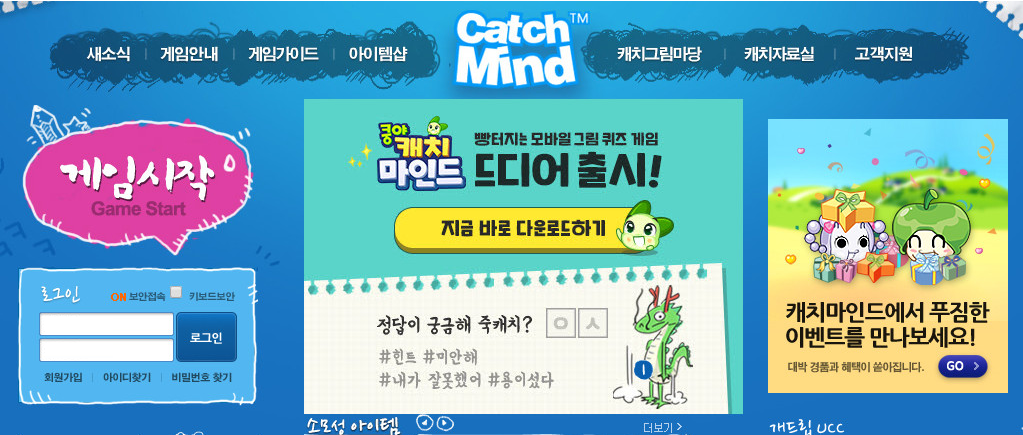 새소식 게임안내 게임가이드 아이템샵
Catch Mind™
캐치그림마당 캐치자료실 고객지원
게임시작
Game Start
로그인
ON 보안접속 키보드보안
로그인
회원가입 아이디찾기 비밀번호 찾기
쿵야 캐치마인드
빵터지는 모바일 그림 퀴즈 게임
드디어 출시!
지금 바로 다운로드하기
정답이 궁금해 죽캐치? ㅇ ㅅ
#힌트 #미안해
#내가 잘못했어 #용이섰다
1
캐치마인드에서 푸짐한
이벤트를 만나보세요!
대박 경품과 혜택이 쏟아집니다. GO
소모성 아이템 더보기
개드립 UCC